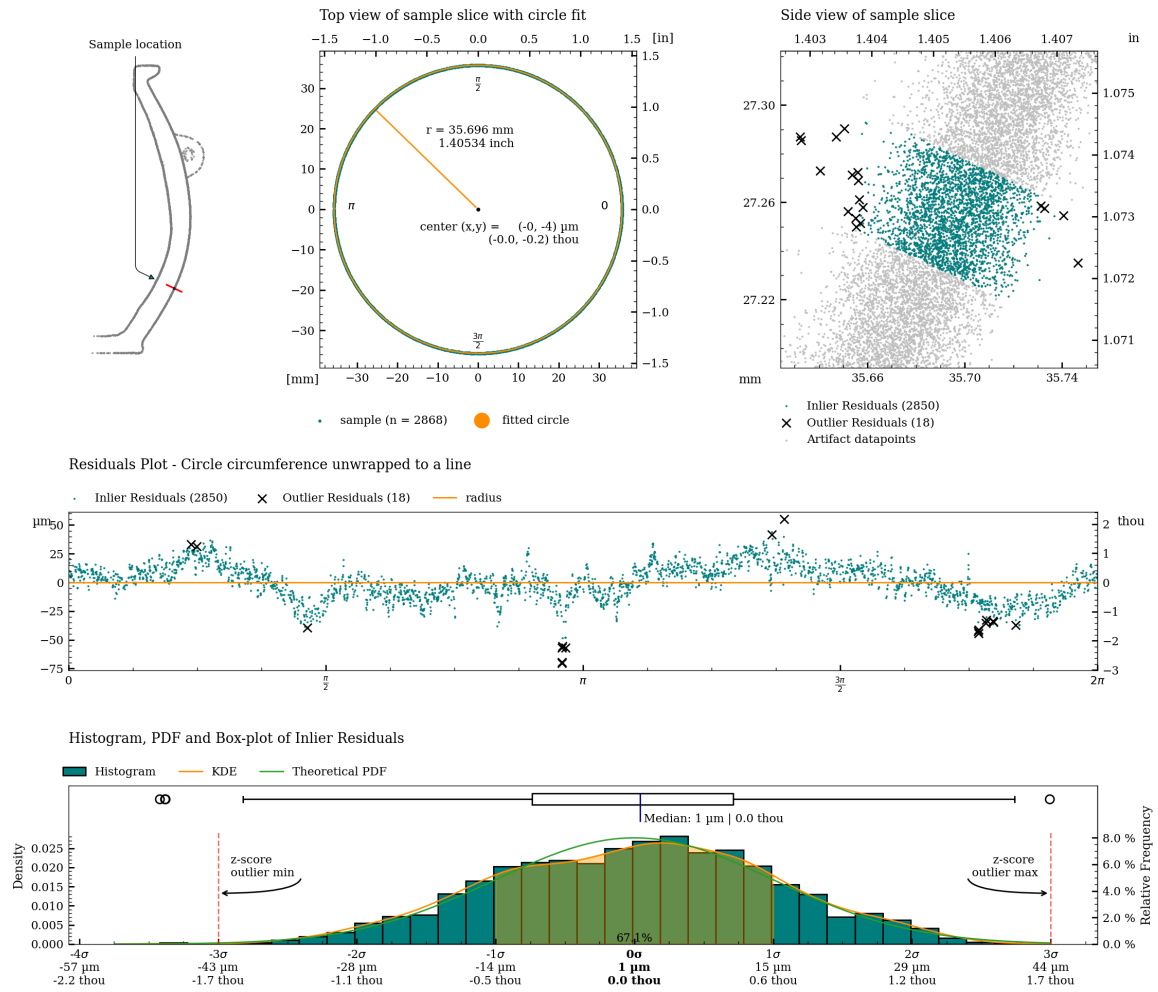 Top view of sample slice with circle fit
Side view of sample slice
Sample location
−1.5 −1.0 −0.5 0.0 0.5 1.0 1.5 [in]
1.403 1.404 1.405 1.406 1.407 in
30
20
10
0
−10
−20
−30
1.5
1.0
0.5
0.0
−0.5
−1.0
−1.5
π/2
r = 35.696 mm
1.40534 inch
π
0
center (x,y) = (-0, -4) µm
(-0.0, -0.2) thou
3π/2
[mm] −30 −20 −10 0 10 20 30
27.30
27.26
27.22
1.075
1.074
1.073
1.072
1.071
mm 35.66 35.70 35.74
sample (n = 2868) fitted circle
Inlier Residuals (2850)
Outlier Residuals (18)
Artifact datapoints
Residuals Plot - Circle circumference unwrapped to a line
Inlier Residuals (2850) Outlier Residuals (18) radius
µm
50
25
0
−25
−50
−75
thou
2
1
0
−1
−2
−3
0 π/2 π 3π/2 2π
Histogram, PDF and Box-plot of Inlier Residuals
Histogram KDE Theoretical PDF
Median: 1 µm | 0.0 thou
z-score
outlier min
z-score
outlier max
Density
0.025
0.020
0.015
0.010
0.005
0.000
Relative Frequency
8.0 %
6.0 %
4.0 %
2.0 %
0.0 %
67.1%
-4σ -2σ -1σ 0σ 1σ 2σ 3σ
-57 µm -43 µm -28 µm -14 µm 1 µm 15 µm 29 µm 44 µm
-2.2 thou -1.7 thou -1.1 thou -0.5 thou 0.0 thou 0.6 thou 1.2 thou 1.7 thou